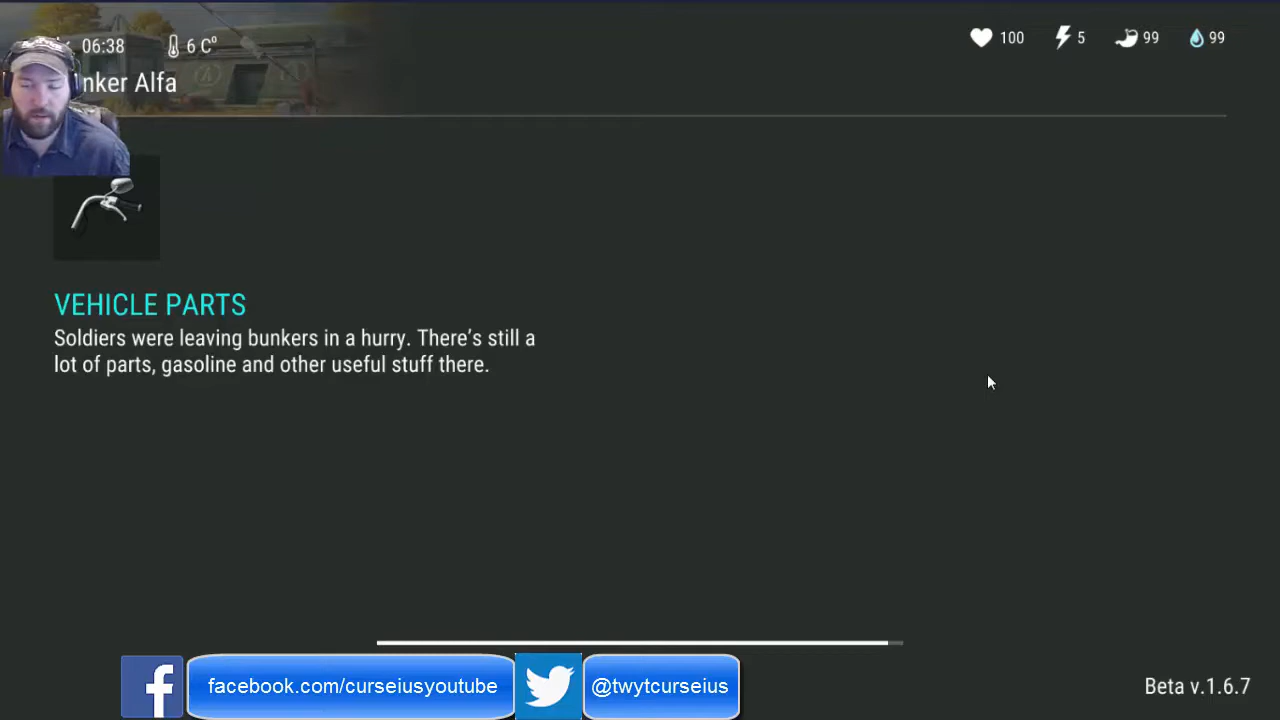 06:38 6 Cº 100 5 99 99
nker Alfa
VEHICLE PARTS
Soldiers were leaving bunkers in a hurry. There's still a
lot of parts, gasoline and other useful stuff there.
facebook.com/curseiusyoutube @twytcurseius
Beta v.1.6.7